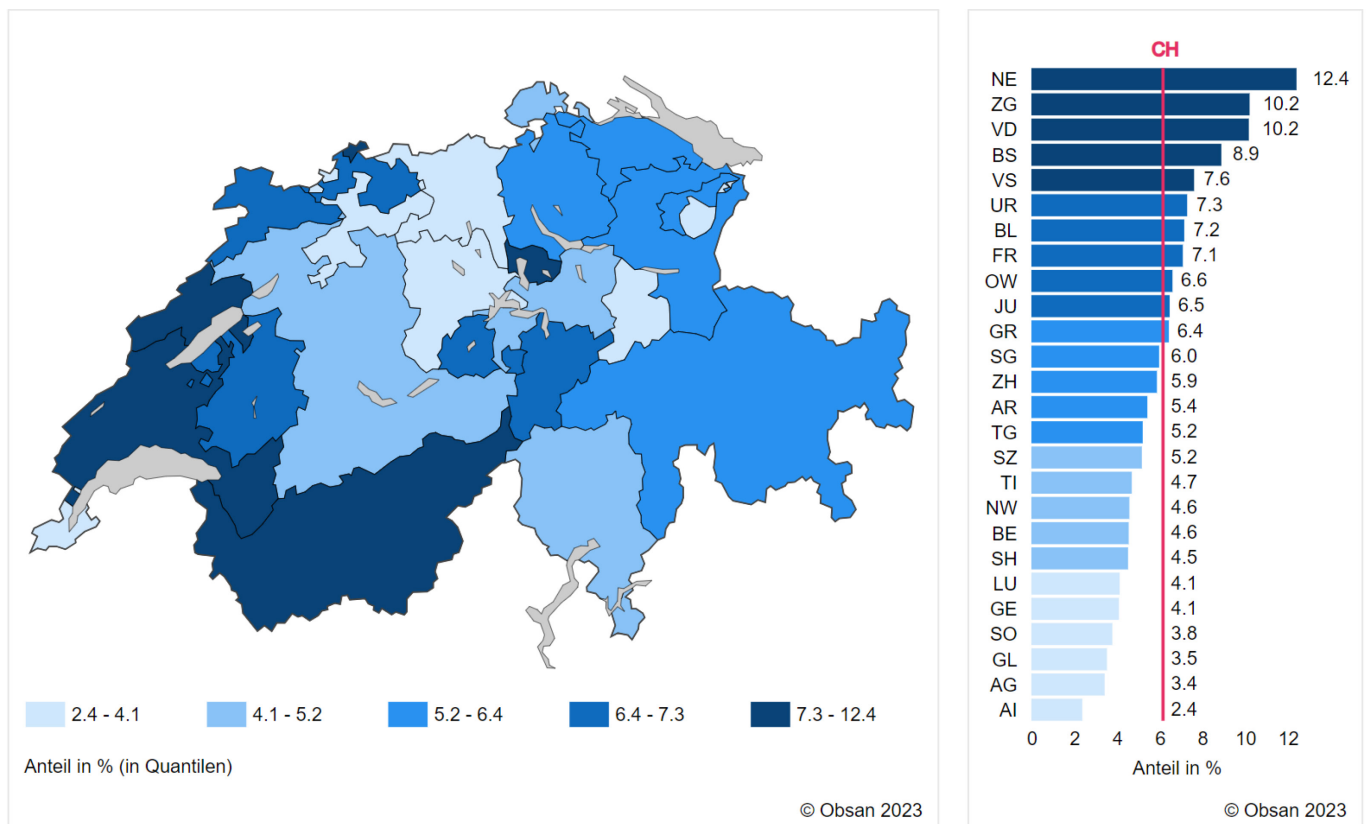 2.4 - 4.1
4.1 - 5.2
5.2 - 6.4
6.4 - 7.3
7.3 - 12.4
Anteil in % (in Quantilen)
© Obsan 2023
CH
NE 12.4
ZG 10.2
VD 10.2
BS 8.9
VS 7.6
UR 7.3
BL 7.2
FR 7.1
OW 6.6
JU 6.5
GR 6.4
SG 6.0
ZH 5.9
AR 5.4
TG 5.2
SZ 5.2
TI 4.7
NW 4.6
BE 4.6
SH 4.5
LU 4.1
GE 4.1
SO 3.8
GL 3.5
AG 3.4
AI 2.4
0 2 4 6 8 10 12
Anteil in %
© Obsan 2023